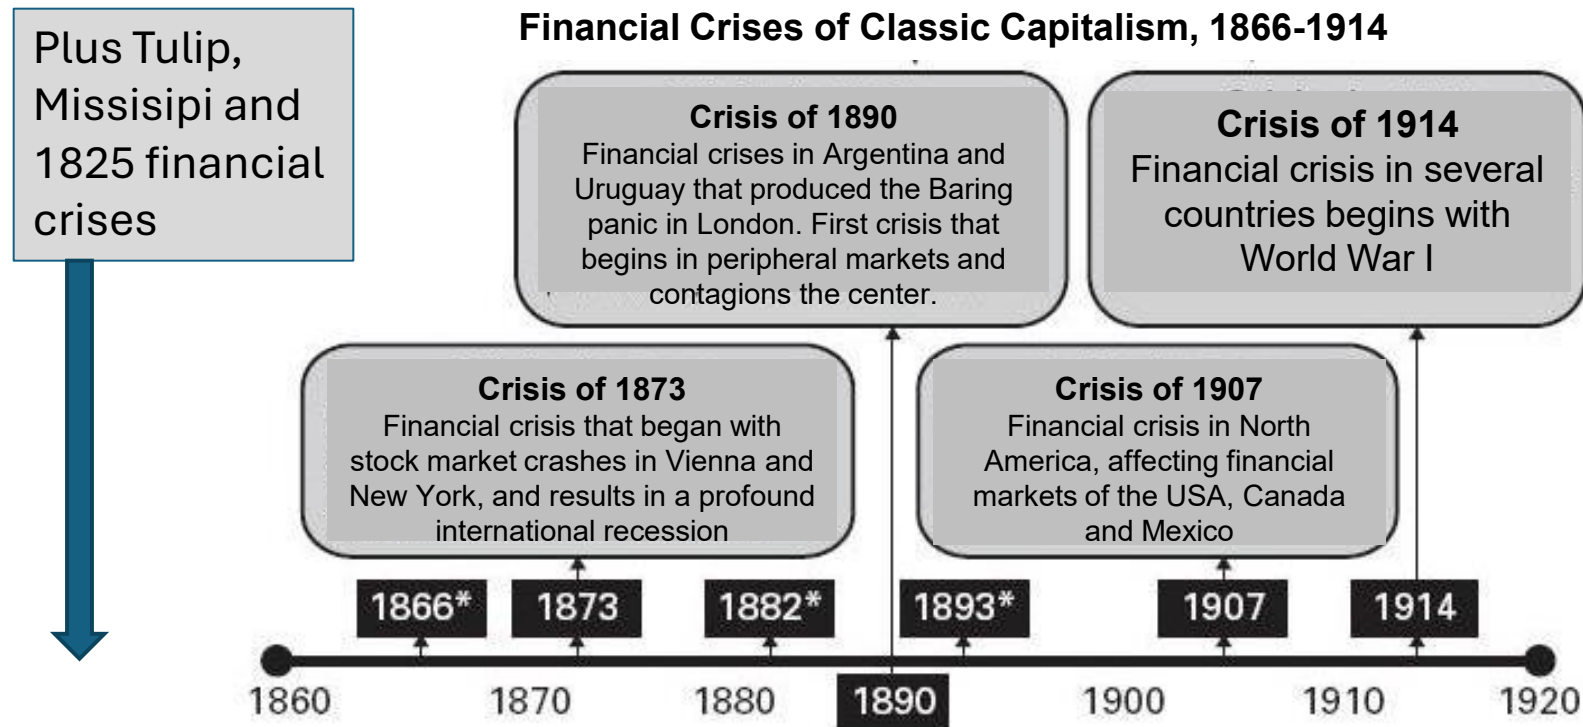 Financial Crises of Classic Capitalism, 1866-1914
Plus Tulip,
Missisipi and
1825 financial
crises
Crisis of 1890
Financial crises in Argentina and
Uruguay that produced the Baring
panic in London. First crisis that
begins in peripheral markets and
contagions the center.
Crisis of 1914
Financial crisis in several
countries begins with
World War I
Crisis of 1873
Financial crisis that began with
stock market crashes in Vienna and
New York, and results in a profound
international recession
Crisis of 1907
Financial crisis in North
America, affecting financial
markets of the USA, Canada
and Mexico
1866* 1873 1882* 1893* 1907 1914
1860 1870 1880 1890 1900 1910 1920